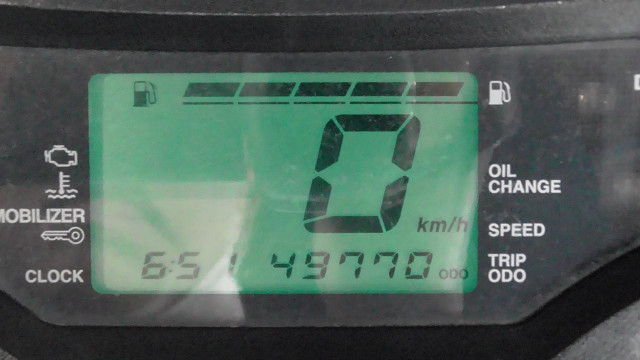 0
km/h
6:51 49770 ODO
MOBILIZER
CLOCK
OIL
CHANGE
SPEED
TRIP
ODO